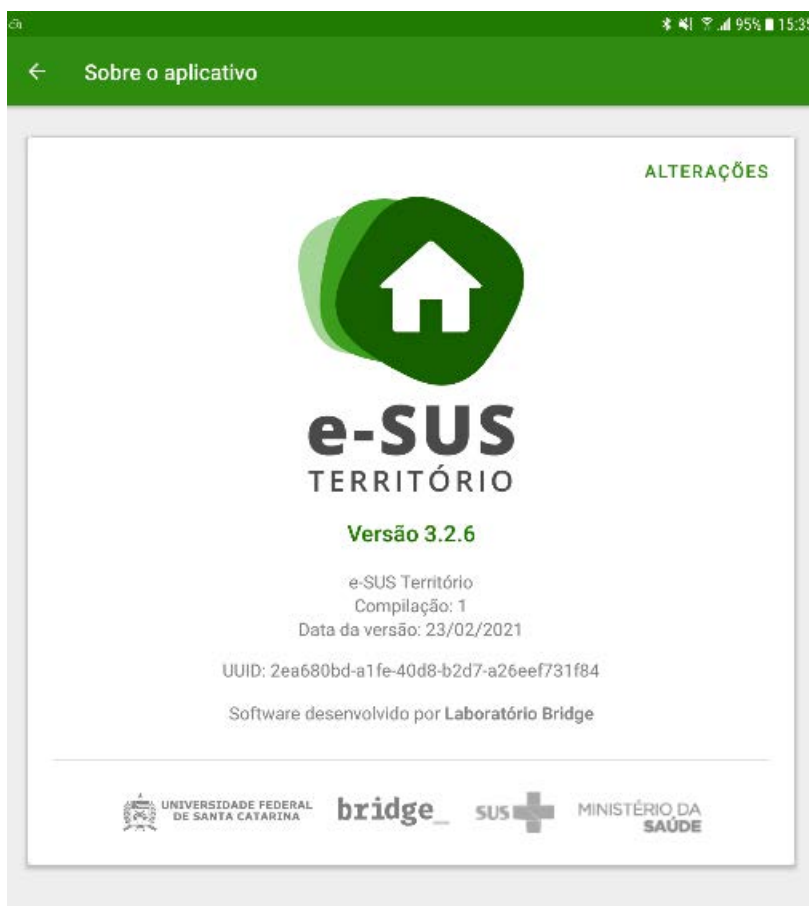 95% 15:35
Sobre o aplicativo
ALTERAÇÕES
e-SUS
TERRITÓRIO
Versão 3.2.6
e-SUS Território
Compilação: 1
Data da versão: 23/02/2021
UUID: 2ea680bd-a1fe-40d8-b2d7-a26eef731f84
Software desenvolvido por Laboratório Bridge
UNIVERSIDADE FEDERAL
DE SANTA CATARINA
bridge_
SUS
MINISTÉRIO DA
SAÚDE